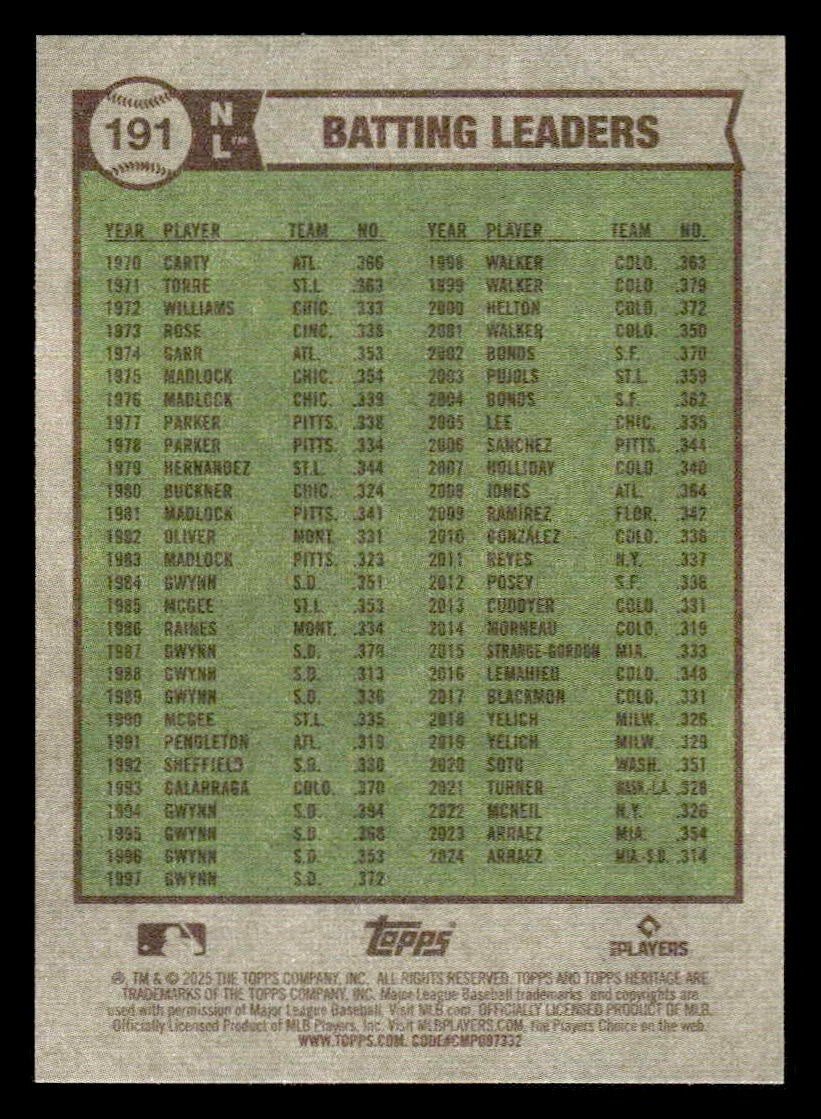 191 NL™ BATTING LEADERS
YEAR PLAYER TEAM NO.
1970 CARTY ATL. .366
1971 TORRE ST.L. .363
1972 WILLIAMS CHIC. .333
1973 ROSE CINC. .338
1974 GARR ATL. .353
1975 MADLOCK CHIC. .354
1976 MADLOCK CHIC. .339
1977 PARKER PITTS. .338
1978 PARKER PITTS. .334
1979 HERNANDEZ ST.L. .344
1980 BUCKNER CHIC. .324
1981 MADLOCK PITTS. .341
1982 OLIVER MONT. .331
1983 MADLOCK PITTS. .323
1984 GWYNN S.D. .351
1985 MCGEE ST.L. .353
1986 RAINES MONT. .334
1987 GWYNN S.D. .370
1988 GWYNN S.D. .313
1989 GWYNN S.D. .336
1990 MCGEE ST.L. .335
1991 PENDLETON ATL. .319
1992 SHEFFIELD S.D. .330
1993 GALARRAGA COLO. .370
1994 GWYNN S.D. .394
1995 GWYNN S.D. .368
1996 GWYNN S.D. .353
1997 GWYNN S.D. .372
YEAR PLAYER TEAM NO.
1998 WALKER COLO. .363
1999 WALKER COLO. .379
2000 HELTON COLO. .372
2001 WALKER COLO. .350
2002 BONDS S.F. .370
2003 PUJOLS ST.L. .359
2004 BONDS S.F. .362
2005 LEE CHIC. .335
2006 SANCHEZ PITTS. .344
2007 HOLLIDAY COLO. .340
2008 JONES ATL. .364
2009 RAMÍREZ FLOR. .342
2010 GONZÁLEZ COLO. .336
2011 REYES N.Y. .337
2012 POSEY S.F. .336
2013 CUDDYER COLO. .331
2014 MORNEAU COLO. .319
2015 STRANGE-GORDON MIA. .333
2016 LEMAHIEU COLO. .348
2017 BLACKMON COLO. .331
2018 YELICH MILW. .326
2019 YELICH MILW. .329
2020 SOTO WASH. .351
2021 TURNER WASH.-L.A. .328
2022 MCNEIL N.Y. .326
2023 ARRAEZ MIA. .354
2024 ARRAEZ MIA.-S.D. .314
topps®
PLAYERS
®, TM & © 2025 THE TOPPS COMPANY, INC. ALL RIGHTS RESERVED. TOPPS AND TOPPS HERITAGE ARE
TRADEMARKS OF THE TOPPS COMPANY, INC. Major League Baseball trademarks and copyrights are
used with permission of Major League Baseball. Visit MLB.com. OFFICIALLY LICENSED PRODUCT OF MLB
Officially Licensed Product of MLB Players, Inc. Visit MLBPLAYERS.COM, the Players Choice on the web.
WWW.TOPPS.COM. CODE#CMP097332